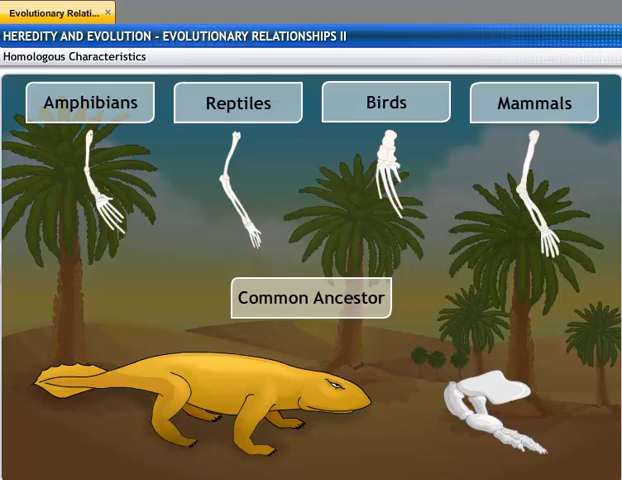 Evolutionary Relati...
HEREDITY AND EVOLUTION - EVOLUTIONARY RELATIONSHIPS II
Homologous Characteristics
Amphibians
Reptiles
Birds
Mammals
Common Ancestor